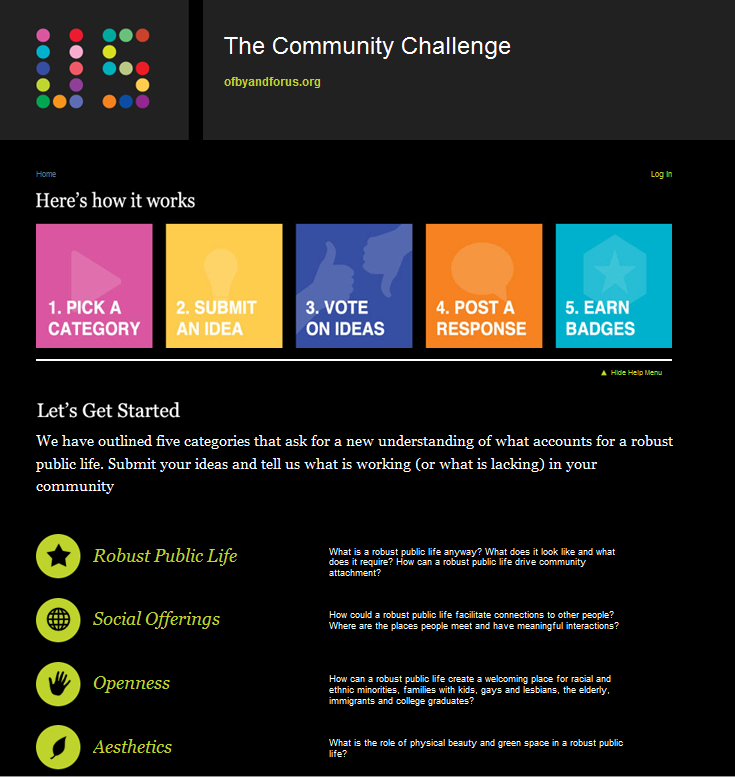 US
The Community Challenge
ofbyandforus.org
Home
Log In
Here's how it works
1. PICK A
CATEGORY
2. SUBMIT
AN IDEA
3. VOTE
ON IDEAS
4. POST A
RESPONSE
5. EARN
BADGES
▲ Hide Help Menu
Let's Get Started
We have outlined five categories that ask for a new understanding of what accounts for a robust
public life. Submit your ideas and tell us what is working (or what is lacking) in your
community
Robust Public Life
What is a robust public life anyway? What does it look like and what
does it require? How can a robust public life drive community
attachment?
Social Offerings
How could a robust public life facilitate connections to other people?
Where are the places people meet and have meaningful interactions?
Openness
How can a robust public life create a welcoming place for racial and
ethnic minorities, families with kids, gays and lesbians, the elderly,
immigrants and college graduates?
Aesthetics
What is the role of physical beauty and green space in a robust public
life?